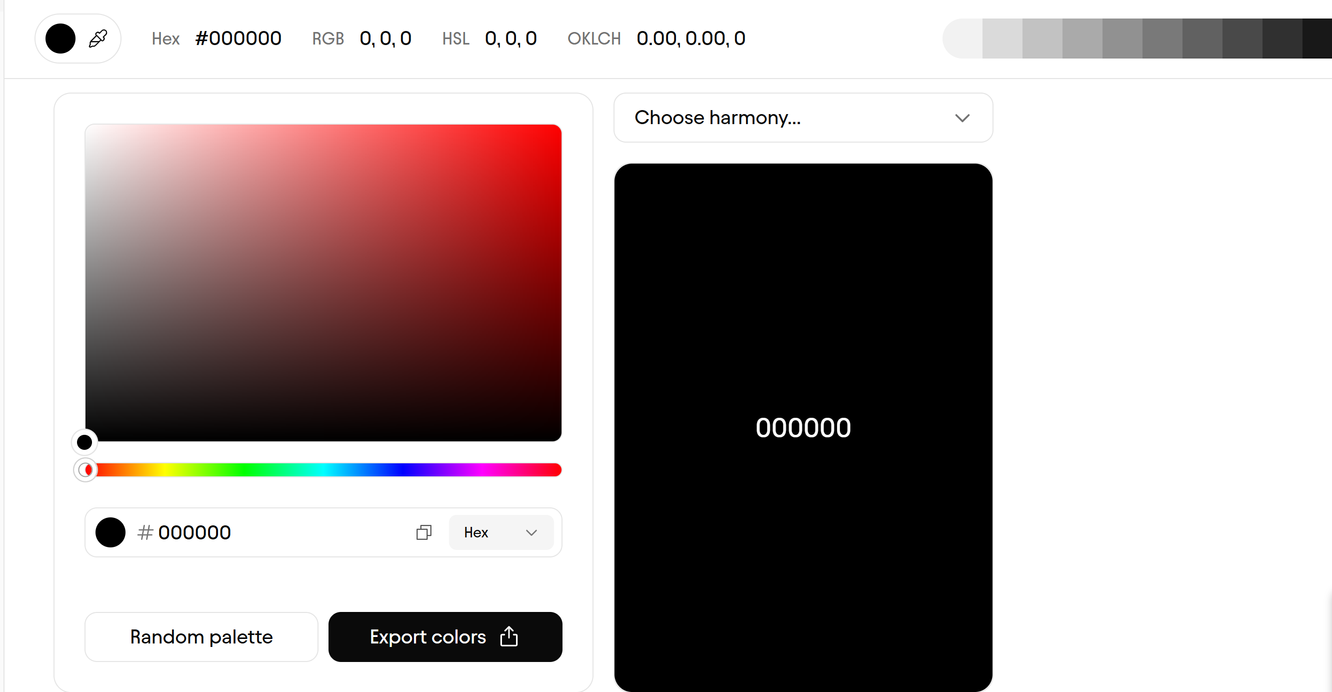 Hex #000000 RGB 0, 0, 0 HSL 0, 0, 0 OKLCH 0.00, 0.00, 0
Choose harmony...
000000
# 000000 Hex
Random palette Export colors